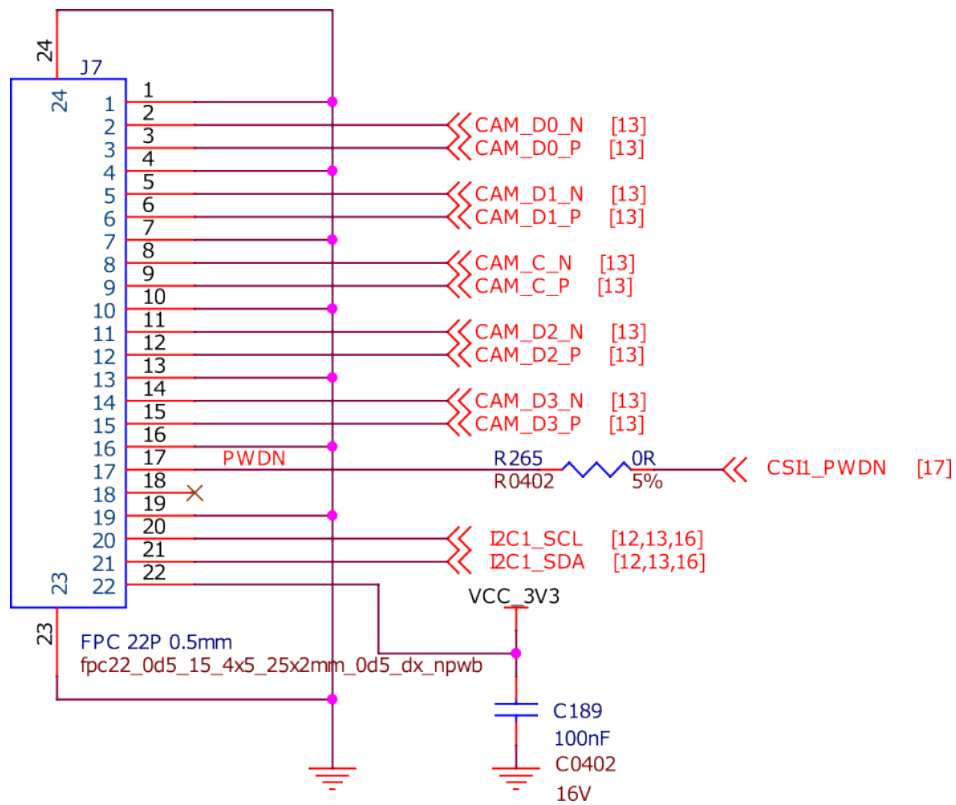 24
J7
24
1 1
2 2 CAM_D0_N [13]
3 3 CAM_D0_P [13]
4 4
5 5 CAM_D1_N [13]
6 6 CAM_D1_P [13]
7 7
8 8 CAM_C_N [13]
9 9 CAM_C_P [13]
10 10
11 11 CAM_D2_N [13]
12 12 CAM_D2_P [13]
13 13
14 14 CAM_D3_N [13]
15 15 CAM_D3_P [13]
16 16
17 17 PWDN R265 0R CSI1_PWDN [17]
R0402 5%
18 18
19 19
20 20 I2C1_SCL [12,13,16]
21 21 I2C1_SDA [12,13,16]
22 22
23
VCC_3V3
23
FPC 22P 0.5mm
fpc22_0d5_15_4x5_25x2mm_0d5_dx_npwb
C189
100nF
C0402
16V